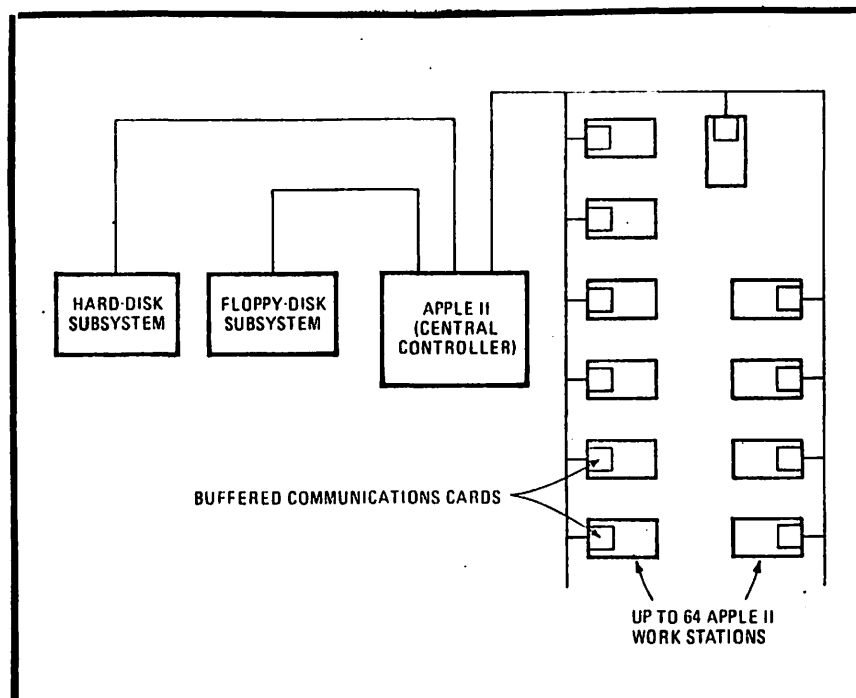 HARD-DISK
SUBSYSTEM
FLOPPY-DISK
SUBSYSTEM
APPLE II
(CENTRAL
CONTROLLER)
BUFFERED COMMUNICATIONS CARDS
UP TO 64 APPLE II
WORK STATIONS